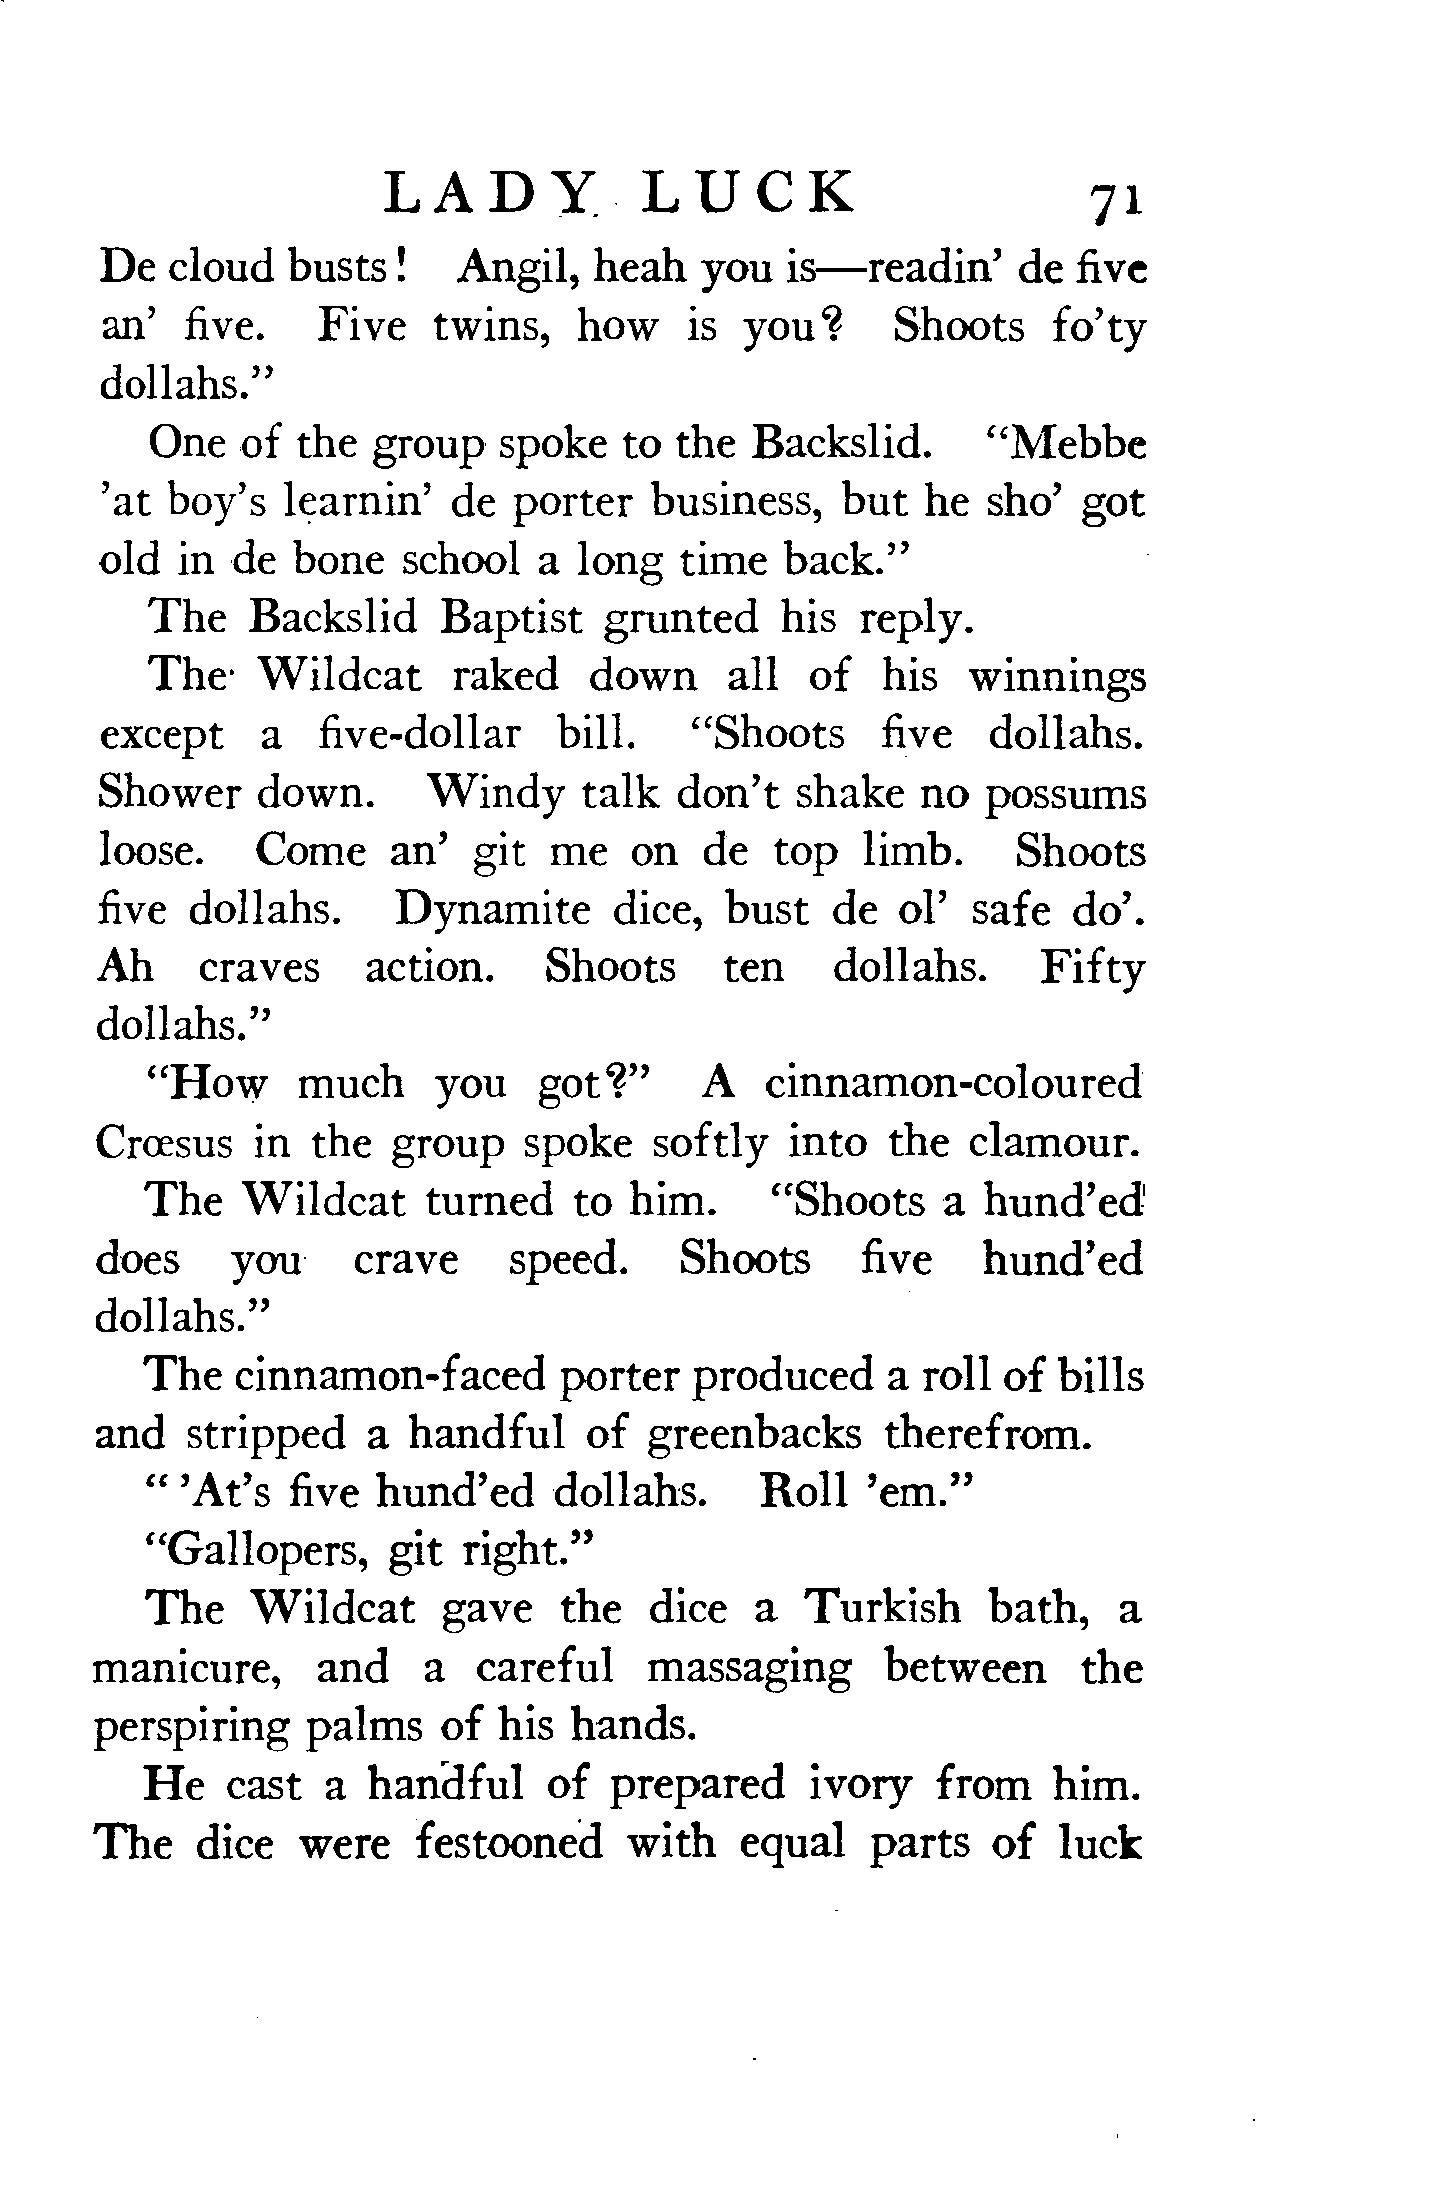 LADY LUCK 71
De cloud busts! Angil, heah you is—readin' de five
an' five. Five twins, how is you? Shoots fo'ty
dollahs."
One of the group spoke to the Backslid. "Mebbe
'at boy's learnin' de porter business, but he sho' got
old in de bone school a long time back."
The Backslid Baptist grunted his reply.
The Wildcat raked down all of his winnings
except a five-dollar bill. "Shoots five dollahs.
Shower down. Windy talk don't shake no possums
loose. Come an' git me on de top limb. Shoots
five dollahs. Dynamite dice, bust de ol' safe do'.
Ah craves action. Shoots ten dollahs. Fifty
dollahs."
"How much you got?" A cinnamon-coloured
Crœsus in the group spoke softly into the clamour.
The Wildcat turned to him. "Shoots a hund'ed
does you crave speed. Shoots five hund'ed
dollahs."
The cinnamon-faced porter produced a roll of bills
and stripped a handful of greenbacks therefrom.
" 'At's five hund'ed dollahs. Roll 'em."
"Gallopers, git right."
The Wildcat gave the dice a Turkish bath, a
manicure, and a careful massaging between the
perspiring palms of his hands.
He cast a handful of prepared ivory from him.
The dice were festooned with equal parts of luck